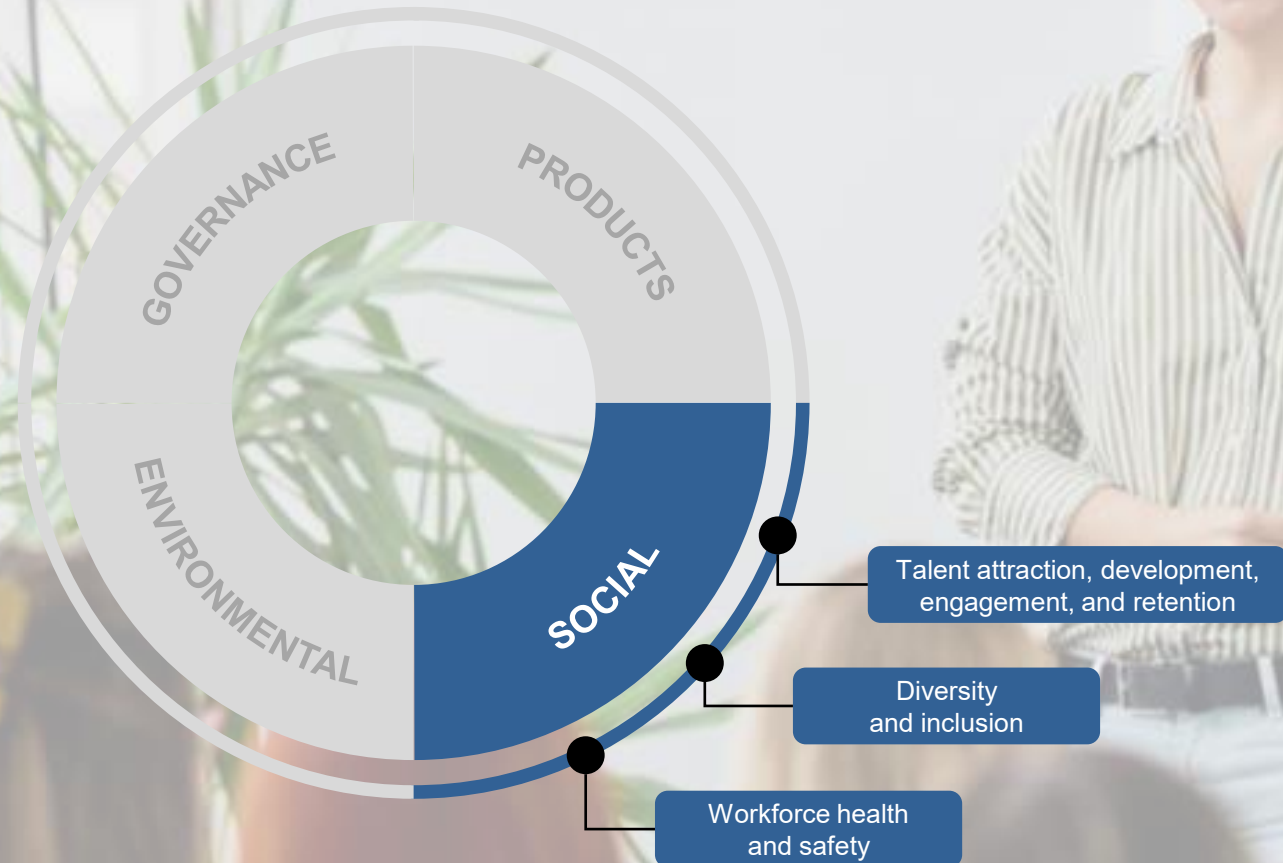 GOVERNANCE
PRODUCTS
ENVIRONMENTAL
SOCIAL
Talent attraction, development,
engagement, and retention
Diversity
and inclusion
Workforce health
and safety